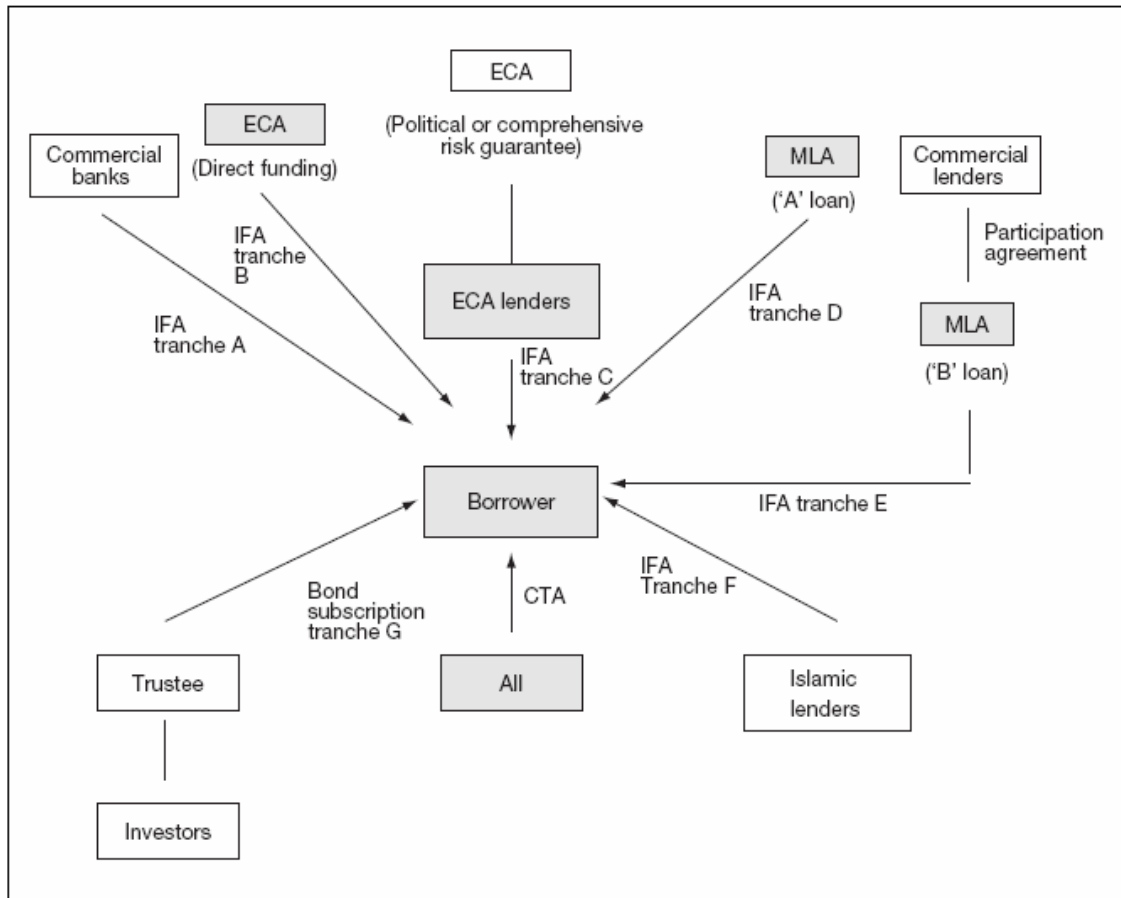 ECA
ECA
(Political or comprehensive
risk guarantee)
Commercial
banks
(Direct funding)
MLA
('A' loan)
Commercial
lenders
IFA
tranche
B
Participation
agreement
ECA lenders
IFA
tranche A
IFA
tranche D
MLA
('B' loan)
IFA
tranche C
Borrower
IFA tranche E
Bond
subscription
tranche G
CTA
IFA
Tranche F
Trustee
All
Islamic
lenders
Investors